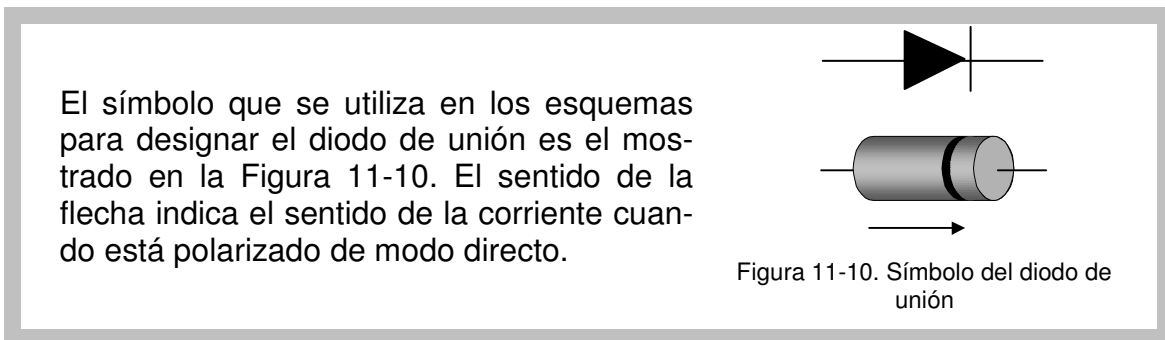 El símbolo que se utiliza en los esquemas
para designar el diodo de unión es el mos-
trado en la Figura 11-10. El sentido de la
flecha indica el sentido de la corriente cuan-
do está polarizado de modo directo.
Figura 11-10. Símbolo del diodo de
unión